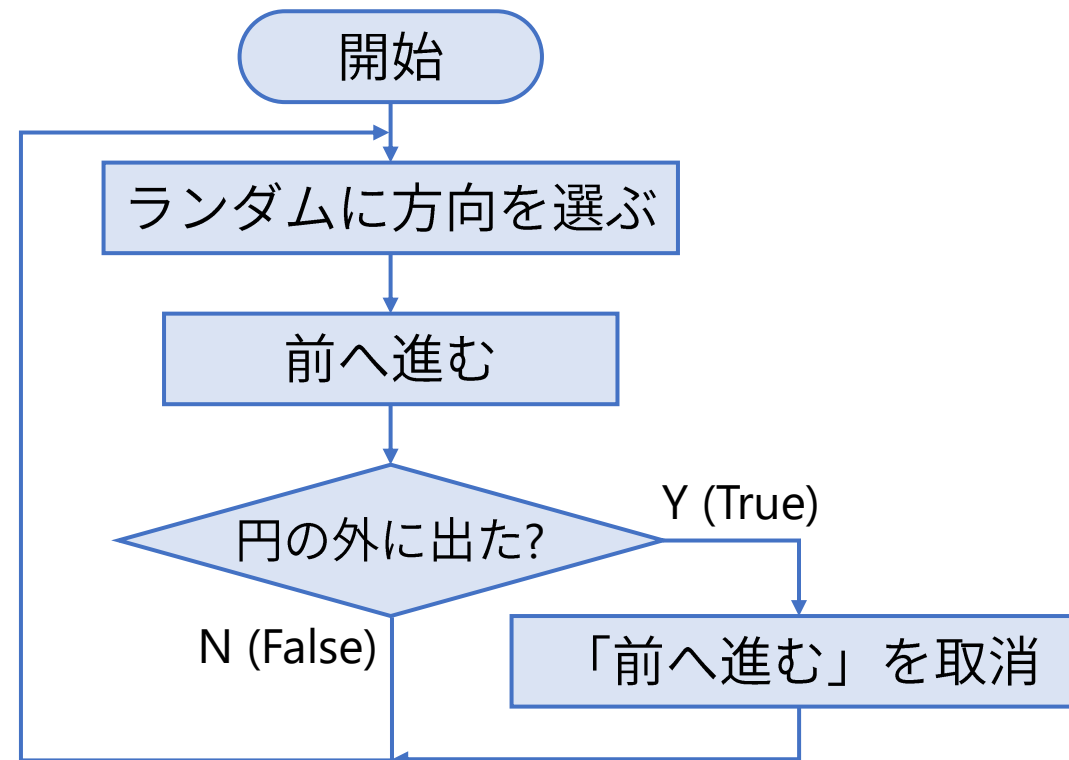 開始
ランダムに方向を選ぶ
前へ進む
円の外に出た?
Y (True)
N (False)
「前へ進む」を取消